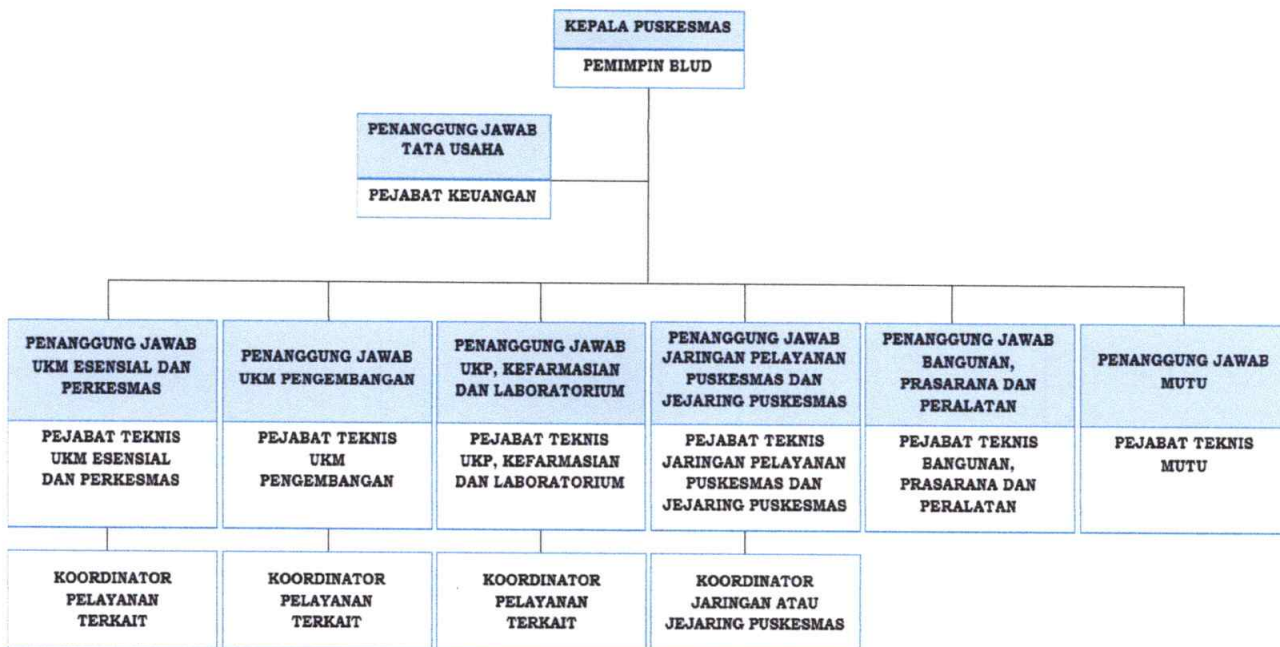 KEPALA PUSKESMAS
PEMIMPIN BLUD
PENANGGUNG JAWAB
TATA USAHA
PEJABAT KEUANGAN
PENANGGUNG JAWAB
UKM ESENSIAL DAN
PERKESMAS
PEJABAT TEKNIS
UKM ESENSIAL
DAN PERKESMAS
KOORDINATOR
PELAYANAN
TERKAIT
PENANGGUNG JAWAB
UKM PENGEMBANGAN
PEJABAT TEKNIS
UKM
PENGEMBANGAN
KOORDINATOR
PELAYANAN
TERKAIT
PENANGGUNG JAWAB
UKP, KEFARMASIAN
DAN LABORATORIUM
PEJABAT TEKNIS
UKP, KEFARMASIAN
DAN LABORATORIUM
KOORDINATOR
PELAYANAN
TERKAIT
PENANGGUNG JAWAB
JARINGAN PELAYANAN
PUSKESMAS DAN
JEJARING PUSKESMAS
PEJABAT TEKNIS
JARINGAN PELAYANAN
PUSKESMAS DAN
JEJARING PUSKESMAS
KOORDINATOR
JARINGAN ATAU
JEJARING PUSKESMAS
PENANGGUNG JAWAB
BANGUNAN,
PRASARANA DAN
PERALATAN
PEJABAT TEKNIS
BANGUNAN,
PRASARANA DAN
PERALATAN
PENANGGUNG JAWAB
MUTU
PEJABAT TEKNIS
MUTU